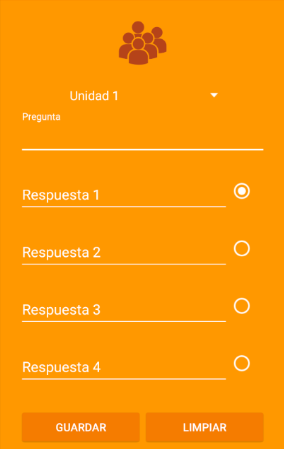 Unidad 1
Pregunta
Respuesta 1
Respuesta 2
Respuesta 3
Respuesta 4
GUARDAR LIMPIAR